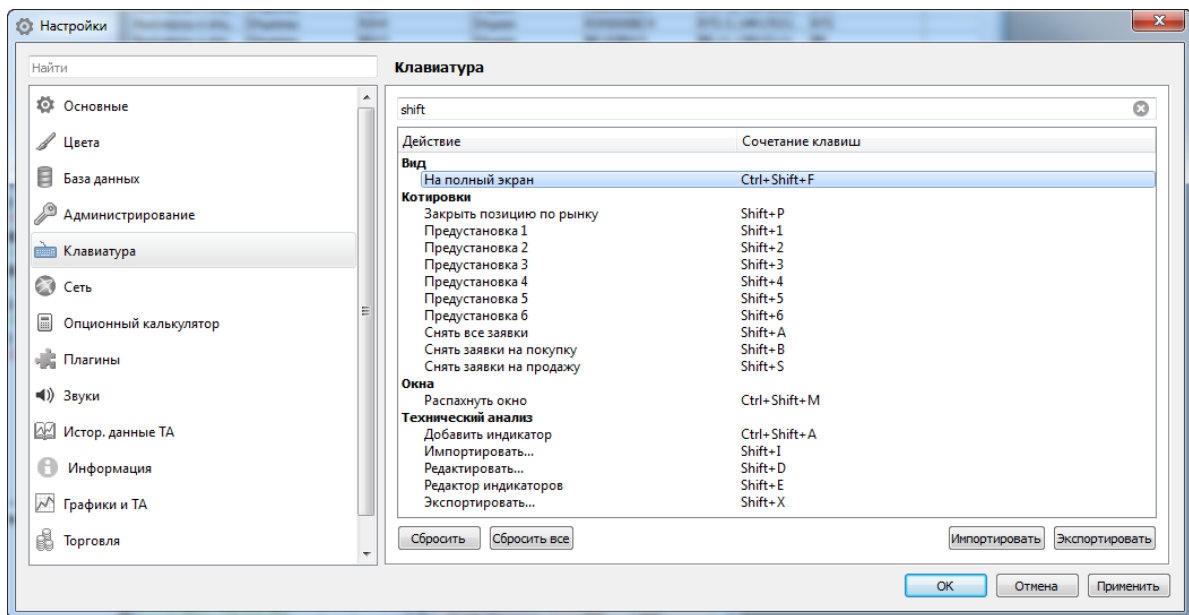 Настройки
Найти
Основные
Цвета
База данных
Администрирование
Клавиатура
Сеть
Опционный калькулятор
Плагины
Звуки
Истор. данные ТА
Информация
Графики и ТА
Торговля
Клавиатура
shift
Действие Сочетание клавиш
Вид
На полный экран Ctrl+Shift+F
Котировки
Закрыть позицию по рынку Shift+P
Предустановка 1 Shift+1
Предустановка 2 Shift+2
Предустановка 3 Shift+3
Предустановка 4 Shift+4
Предустановка 5 Shift+5
Предустановка 6 Shift+6
Снять все заявки Shift+A
Снять заявки на покупку Shift+B
Снять заявки на продажу Shift+S
Окна
Распахнуть окно Ctrl+Shift+M
Технический анализ
Добавить индикатор Ctrl+Shift+A
Импортировать... Shift+I
Редактировать... Shift+D
Редактор индикаторов Shift+E
Экспортировать... Shift+X
Сбросить Сбросить все Импортировать Экспортировать
ОК Отмена Применить